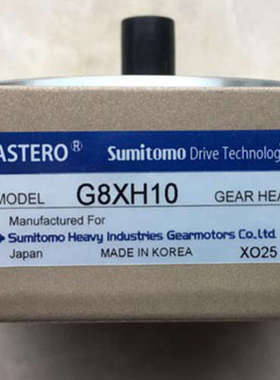 ASTERO® Sumitomo Drive Technolog
MODEL G8XH10 GEAR HEA
Manufactured For
Sumitomo Heavy Industries Gearmotors Co.Ltd.
Japan MADE IN KOREA XO25